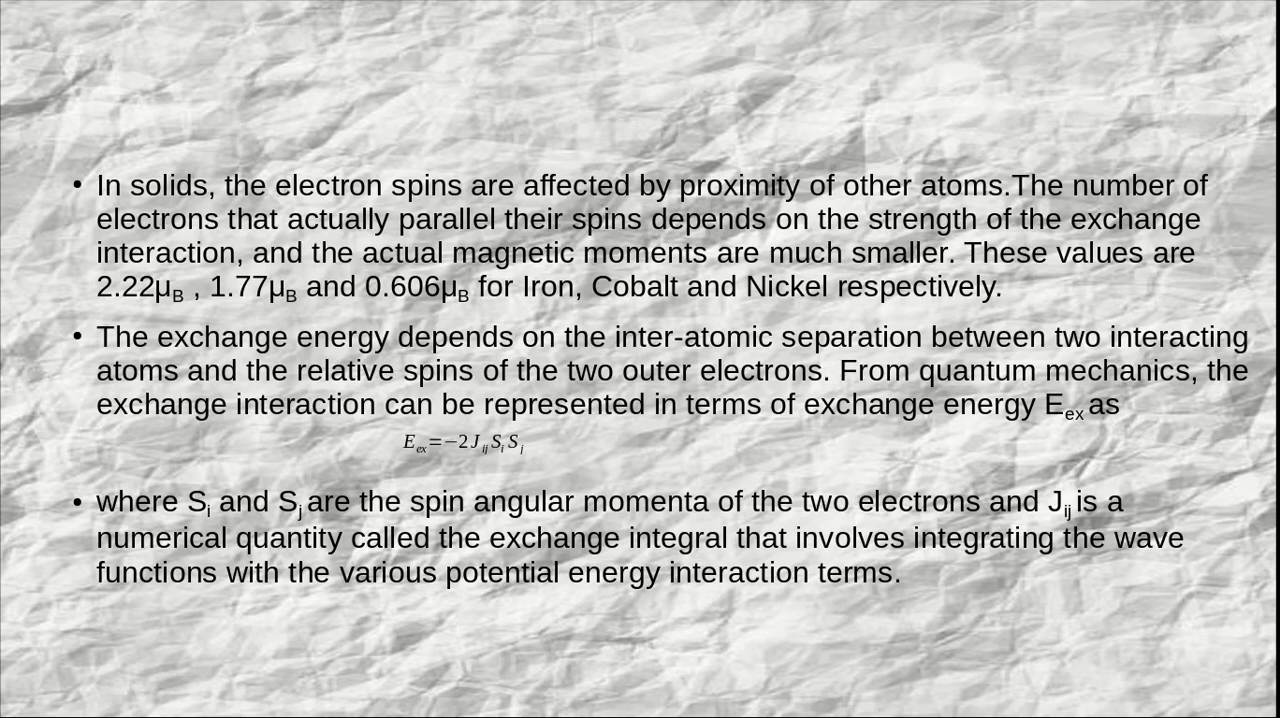 • In solids, the electron spins are affected by proximity of other atoms.The number of
electrons that actually parallel their spins depends on the strength of the exchange
interaction, and the actual magnetic moments are much smaller. These values are
2.22μB , 1.77μB and 0.606μB for Iron, Cobalt and Nickel respectively.
• The exchange energy depends on the inter-atomic separation between two interacting
atoms and the relative spins of the two outer electrons. From quantum mechanics, the
exchange interaction can be represented in terms of exchange energy Eex as
Eex=−2JijSiSj
• where Si and Sj are the spin angular momenta of the two electrons and Jij is a
numerical quantity called the exchange integral that involves integrating the wave
functions with the various potential energy interaction terms.